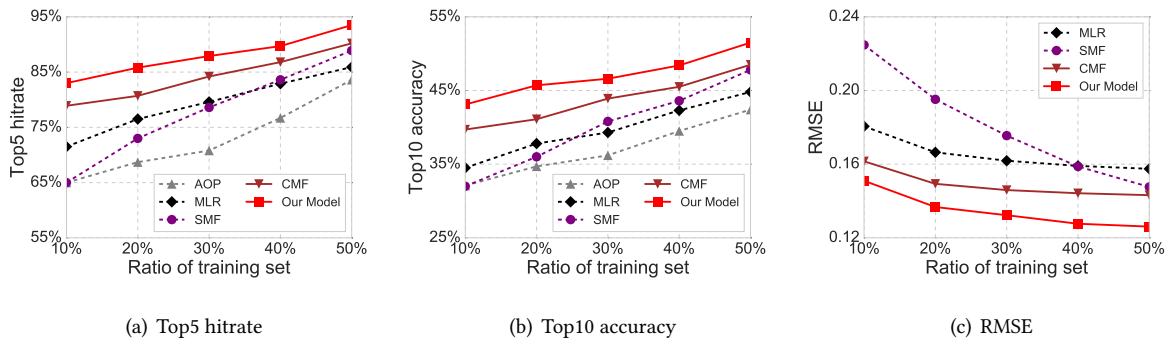 95%
85%
75%
65%
55%
Top5 hitrate
AOP
MLR
SMF
CMF
Our Model
10% 20% 30% 40% 50%
Ratio of training set
(a) Top5 hitrate
55%
45%
35%
25%
Top10 accuracy
AOP
MLR
SMF
CMF
Our Model
10% 20% 30% 40% 50%
Ratio of training set
(b) Top10 accuracy
0.24
0.20
0.16
0.12
RMSE
MLR
SMF
CMF
Our Model
10% 20% 30% 40% 50%
Ratio of training set
(c) RMSE